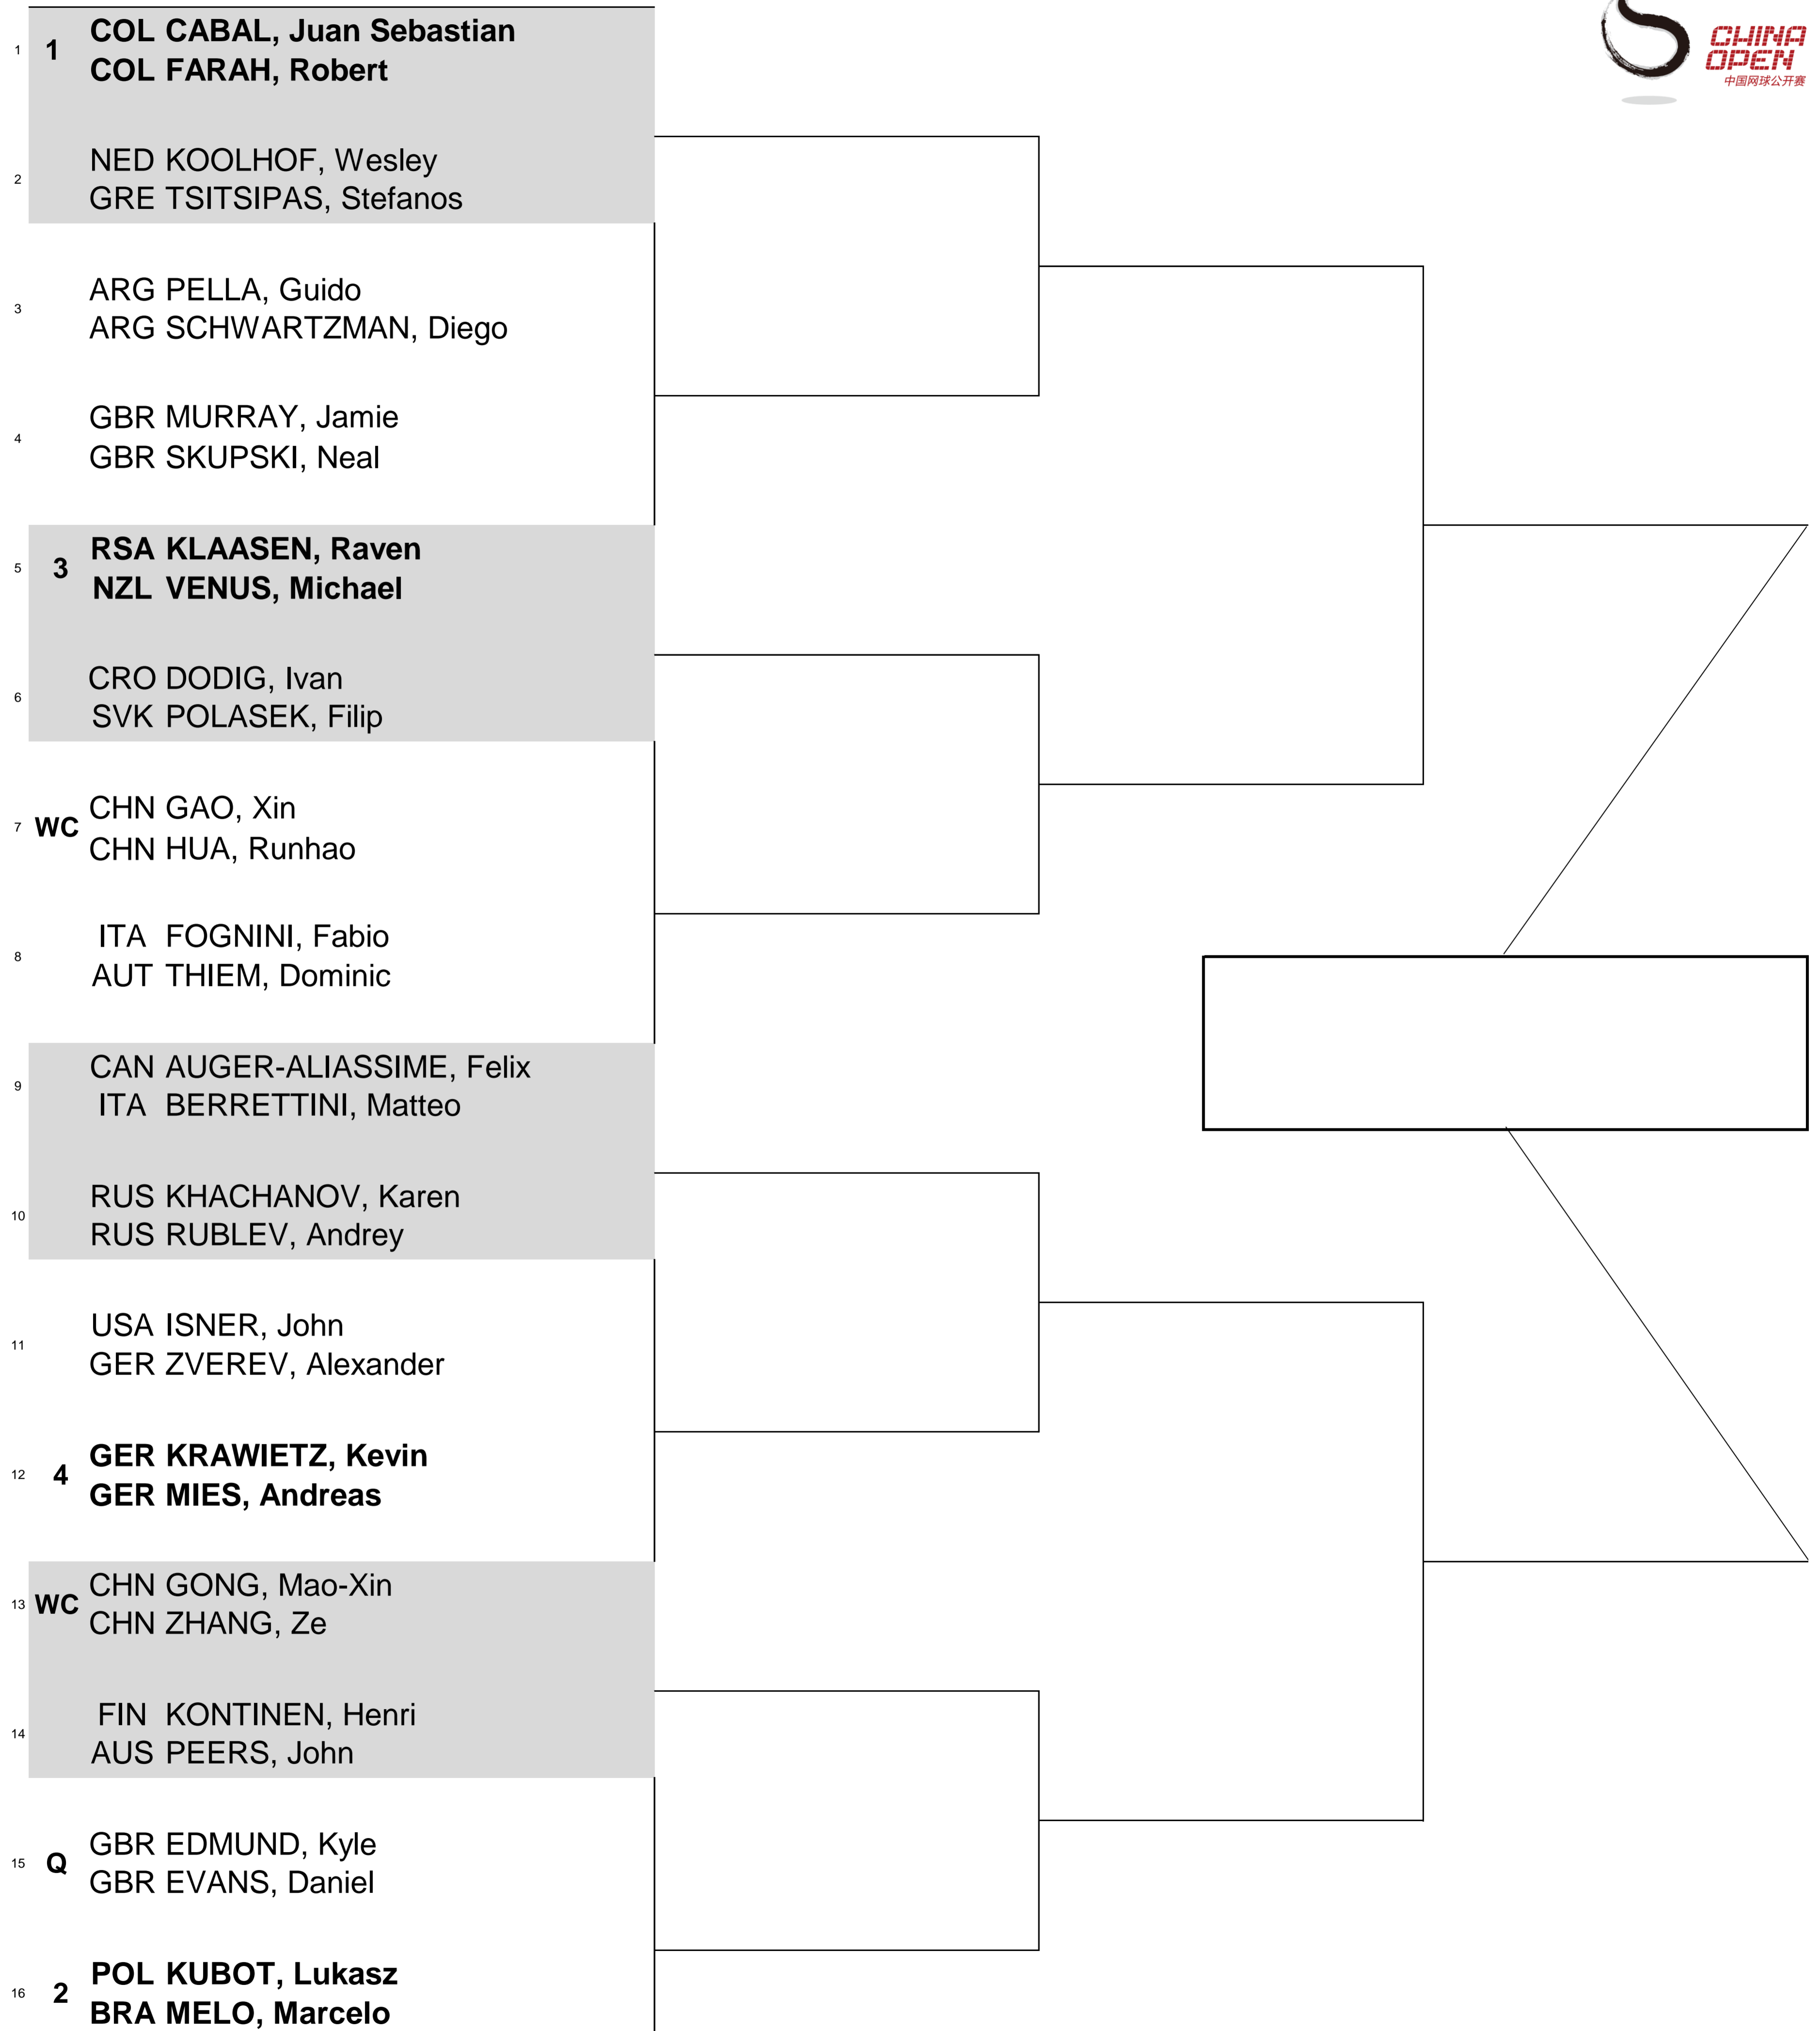 CHINA
OPEN
中国网球公开赛
1 1 COL CABAL, Juan Sebastian
COL FARAH, Robert
2 NED KOOLHOF, Wesley
GRE TSITSIPAS, Stefanos
3 ARG PELLA, Guido
ARG SCHWARTZMAN, Diego
4 GBR MURRAY, Jamie
GBR SKUPSKI, Neal
5 3 RSA KLAASEN, Raven
NZL VENUS, Michael
6 CRO DODIG, Ivan
SVK POLASEK, Filip
7 WC CHN GAO, Xin
CHN HUA, Runhao
8 ITA FOGNINI, Fabio
AUT THIEM, Dominic
9 CAN AUGER-ALIASSIME, Felix
ITA BERRETTINI, Matteo
10 RUS KHACHANOV, Karen
RUS RUBLEV, Andrey
11 USA ISNER, John
GER ZVEREV, Alexander
12 4 GER KRAWIETZ, Kevin
GER MIES, Andreas
13 WC CHN GONG, Mao-Xin
CHN ZHANG, Ze
14 FIN KONTINEN, Henri
AUS PEERS, John
15 Q GBR EDMUND, Kyle
GBR EVANS, Daniel
16 2 POL KUBOT, Lukasz
BRA MELO, Marcelo